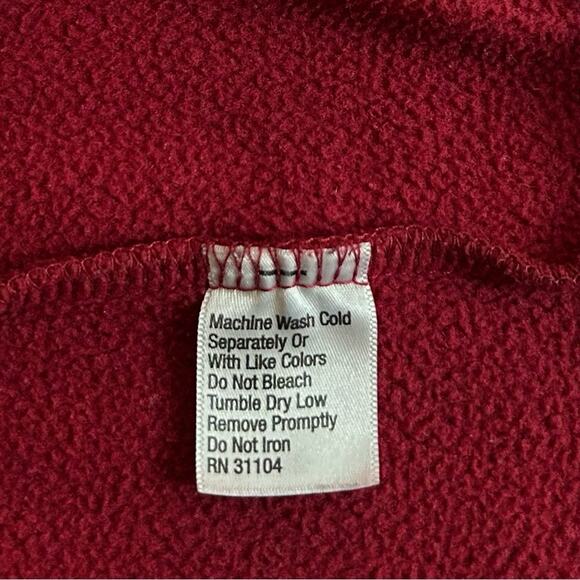 Machine Wash Cold
Separately Or
With Like Colors
Do Not Bleach
Tumble Dry Low
Remove Promptly
Do Not Iron
RN 31104